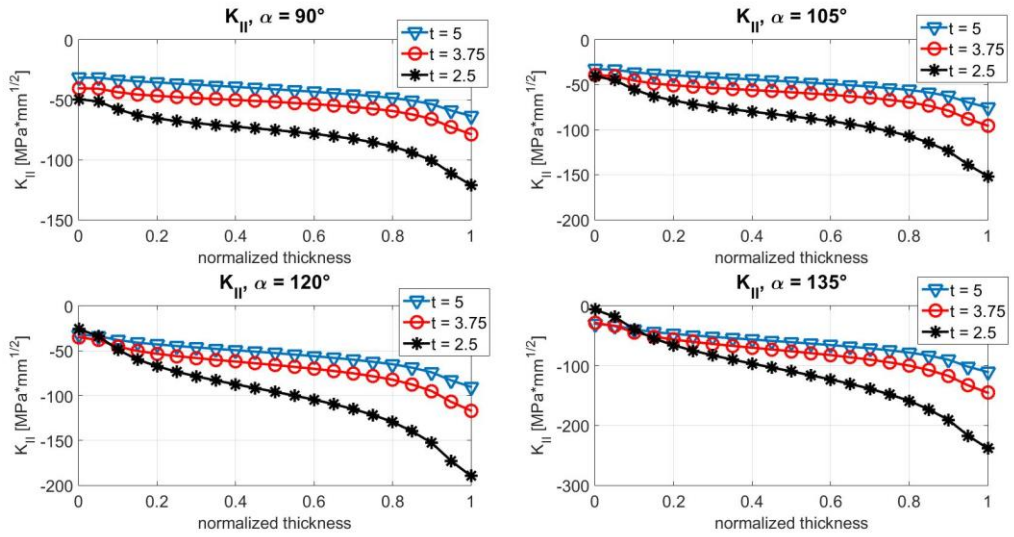 K_II, α = 90°
t = 5
t = 3.75
t = 2.5
0
-50
-100
-150
K_II [MPa*mm^1/2]
0 0.2 0.4 0.6 0.8 1
normalized thickness
K_II, α = 105°
t = 5
t = 3.75
t = 2.5
0
-50
-100
-150
-200
K_II [MPa*mm^1/2]
0 0.2 0.4 0.6 0.8 1
normalized thickness
K_II, α = 120°
t = 5
t = 3.75
t = 2.5
0
-50
-100
-150
-200
K_II [MPa*mm^1/2]
0 0.2 0.4 0.6 0.8 1
normalized thickness
K_II, α = 135°
t = 5
t = 3.75
t = 2.5
0
-100
-200
-300
K_II [MPa*mm^1/2]
0 0.2 0.4 0.6 0.8 1
normalized thickness